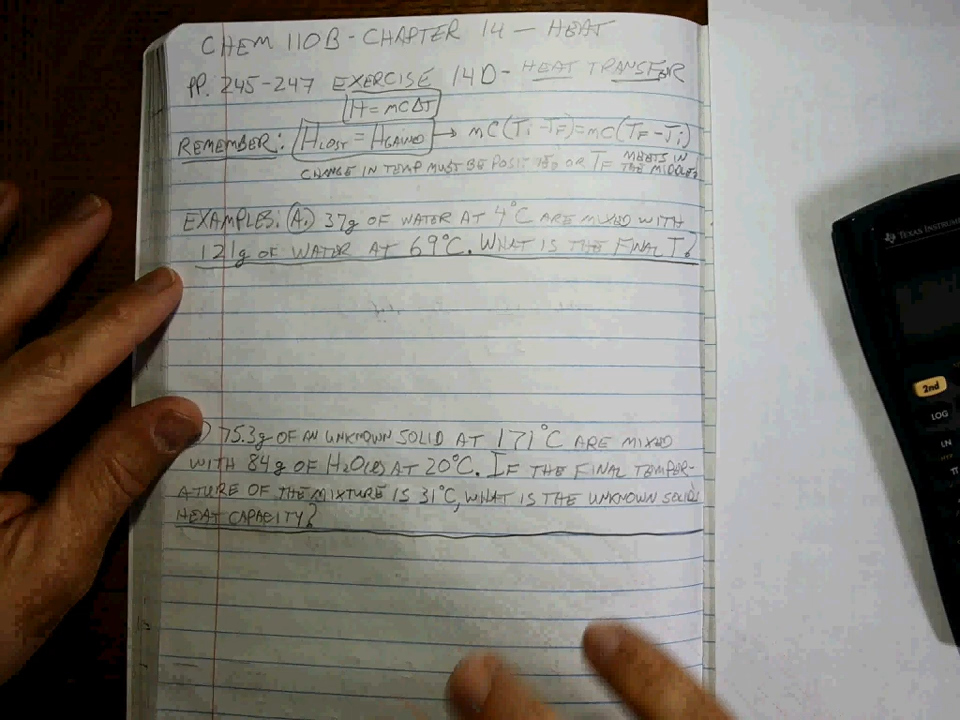 CHEM 110B - CHAPTER 14 - HEAT
PP. 245-247 EXERCISE 14D - HEAT TRANSFER
H = mCΔT
REMEMBER: HLOST = HGAINED → mC(Ti - TF) = mC(TF - Ti)
CHANGE IN TEMP MUST BE POSITIVE, OR TF MEETS IN THE MIDDLE
EXAMPLES: A. 37g OF WATER AT 4°C ARE MIXED WITH
121g OF WATER AT 69°C. WHAT IS THE FINAL T?
75.3g OF AN UNKNOWN SOLID AT 171°C ARE MIXED
WITH 84g OF H2O(l) AT 20°C. IF THE FINAL TEMPER-
ATURE OF THE MIXTURE IS 31°C, WHAT IS THE UNKNOWN SOLID'S
HEAT CAPACITY?
TEXAS INSTRUM
2nd
LOG
LN